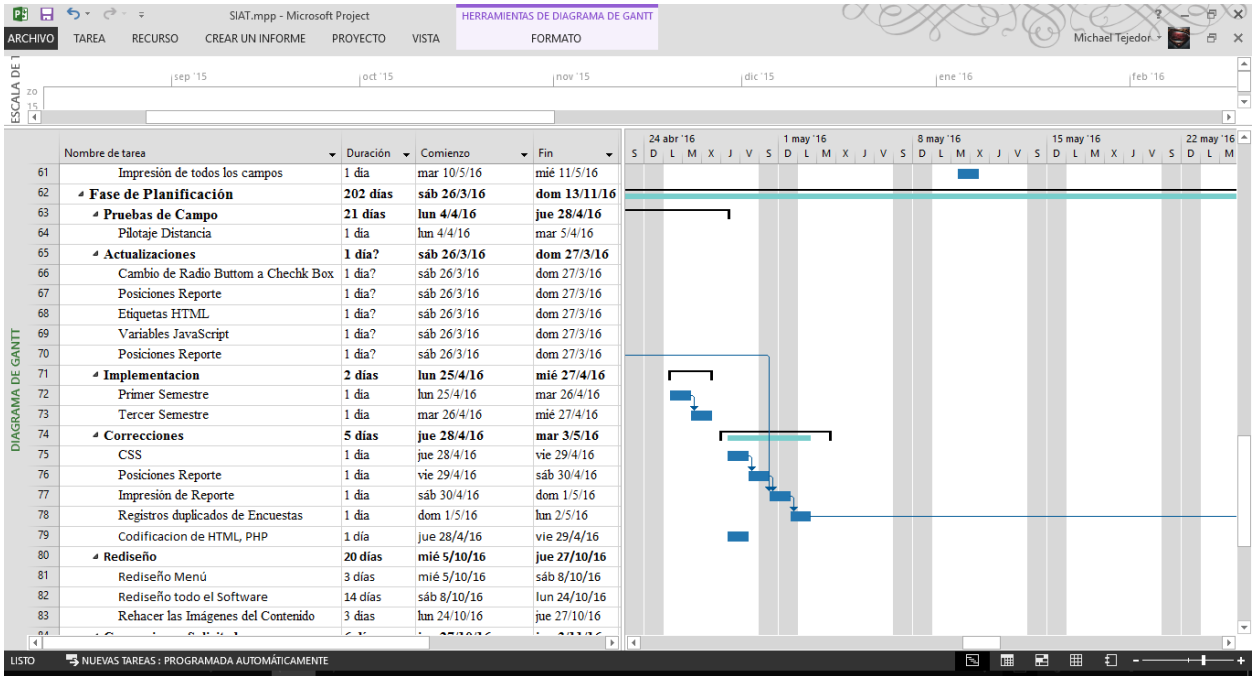 SIAT.mpp - Microsoft Project
HERRAMIENTAS DE DIAGRAMA DE GANTT
ARCHIVO TAREA RECURSO CREAR UN INFORME PROYECTO VISTA FORMATO Michael Tejedor
sep '15 oct '15 nov '15 dic '15 ene '16 feb '16
24 abr '16 1 may '16 8 may '16 15 may '16 22 may '16
Nombre de tarea Duración Comienzo Fin S D L M X J V S D L M X J V S D L M X J V S D L M X J V S D L M
61 Impresión de todos los campos 1 dia mar 10/5/16 mié 11/5/16
62 Fase de Planificación 202 días sáb 26/3/16 dom 13/11/16
63 Pruebas de Campo 21 días lun 4/4/16 jue 28/4/16
64 Pilotaje Distancia 1 dia lun 4/4/16 mar 5/4/16
65 Actualizaciones 1 día? sáb 26/3/16 dom 27/3/16
66 Cambio de Radio Buttom a Chechk Box 1 dia? sáb 26/3/16 dom 27/3/16
67 Posiciones Reporte 1 dia? sáb 26/3/16 dom 27/3/16
68 Etiquetas HTML 1 dia? sáb 26/3/16 dom 27/3/16
69 Variables JavaScript 1 dia? sáb 26/3/16 dom 27/3/16
70 Posiciones Reporte 1 dia? sáb 26/3/16 dom 27/3/16
71 Implementacion 2 días lun 25/4/16 mié 27/4/16
72 Primer Semestre 1 dia lun 25/4/16 mar 26/4/16
73 Tercer Semestre 1 dia mar 26/4/16 mié 27/4/16
74 Correcciones 5 días jue 28/4/16 mar 3/5/16
75 CSS 1 dia jue 28/4/16 vie 29/4/16
76 Posiciones Reporte 1 dia vie 29/4/16 sáb 30/4/16
77 Impresión de Reporte 1 dia sáb 30/4/16 dom 1/5/16
78 Registros duplicados de Encuestas 1 dia dom 1/5/16 lun 2/5/16
79 Codificacion de HTML, PHP 1 día jue 28/4/16 vie 29/4/16
80 Rediseño 20 días mié 5/10/16 jue 27/10/16
81 Rediseño Menú 3 días mié 5/10/16 sáb 8/10/16
82 Rediseño todo el Software 14 días sáb 8/10/16 lun 24/10/16
83 Rehacer las Imágenes del Contenido 3 dias lun 24/10/16 jue 27/10/16
DIAGRAMA DE GANTT
LISTO NUEVAS TAREAS : PROGRAMADA AUTOMÁTICAMENTE